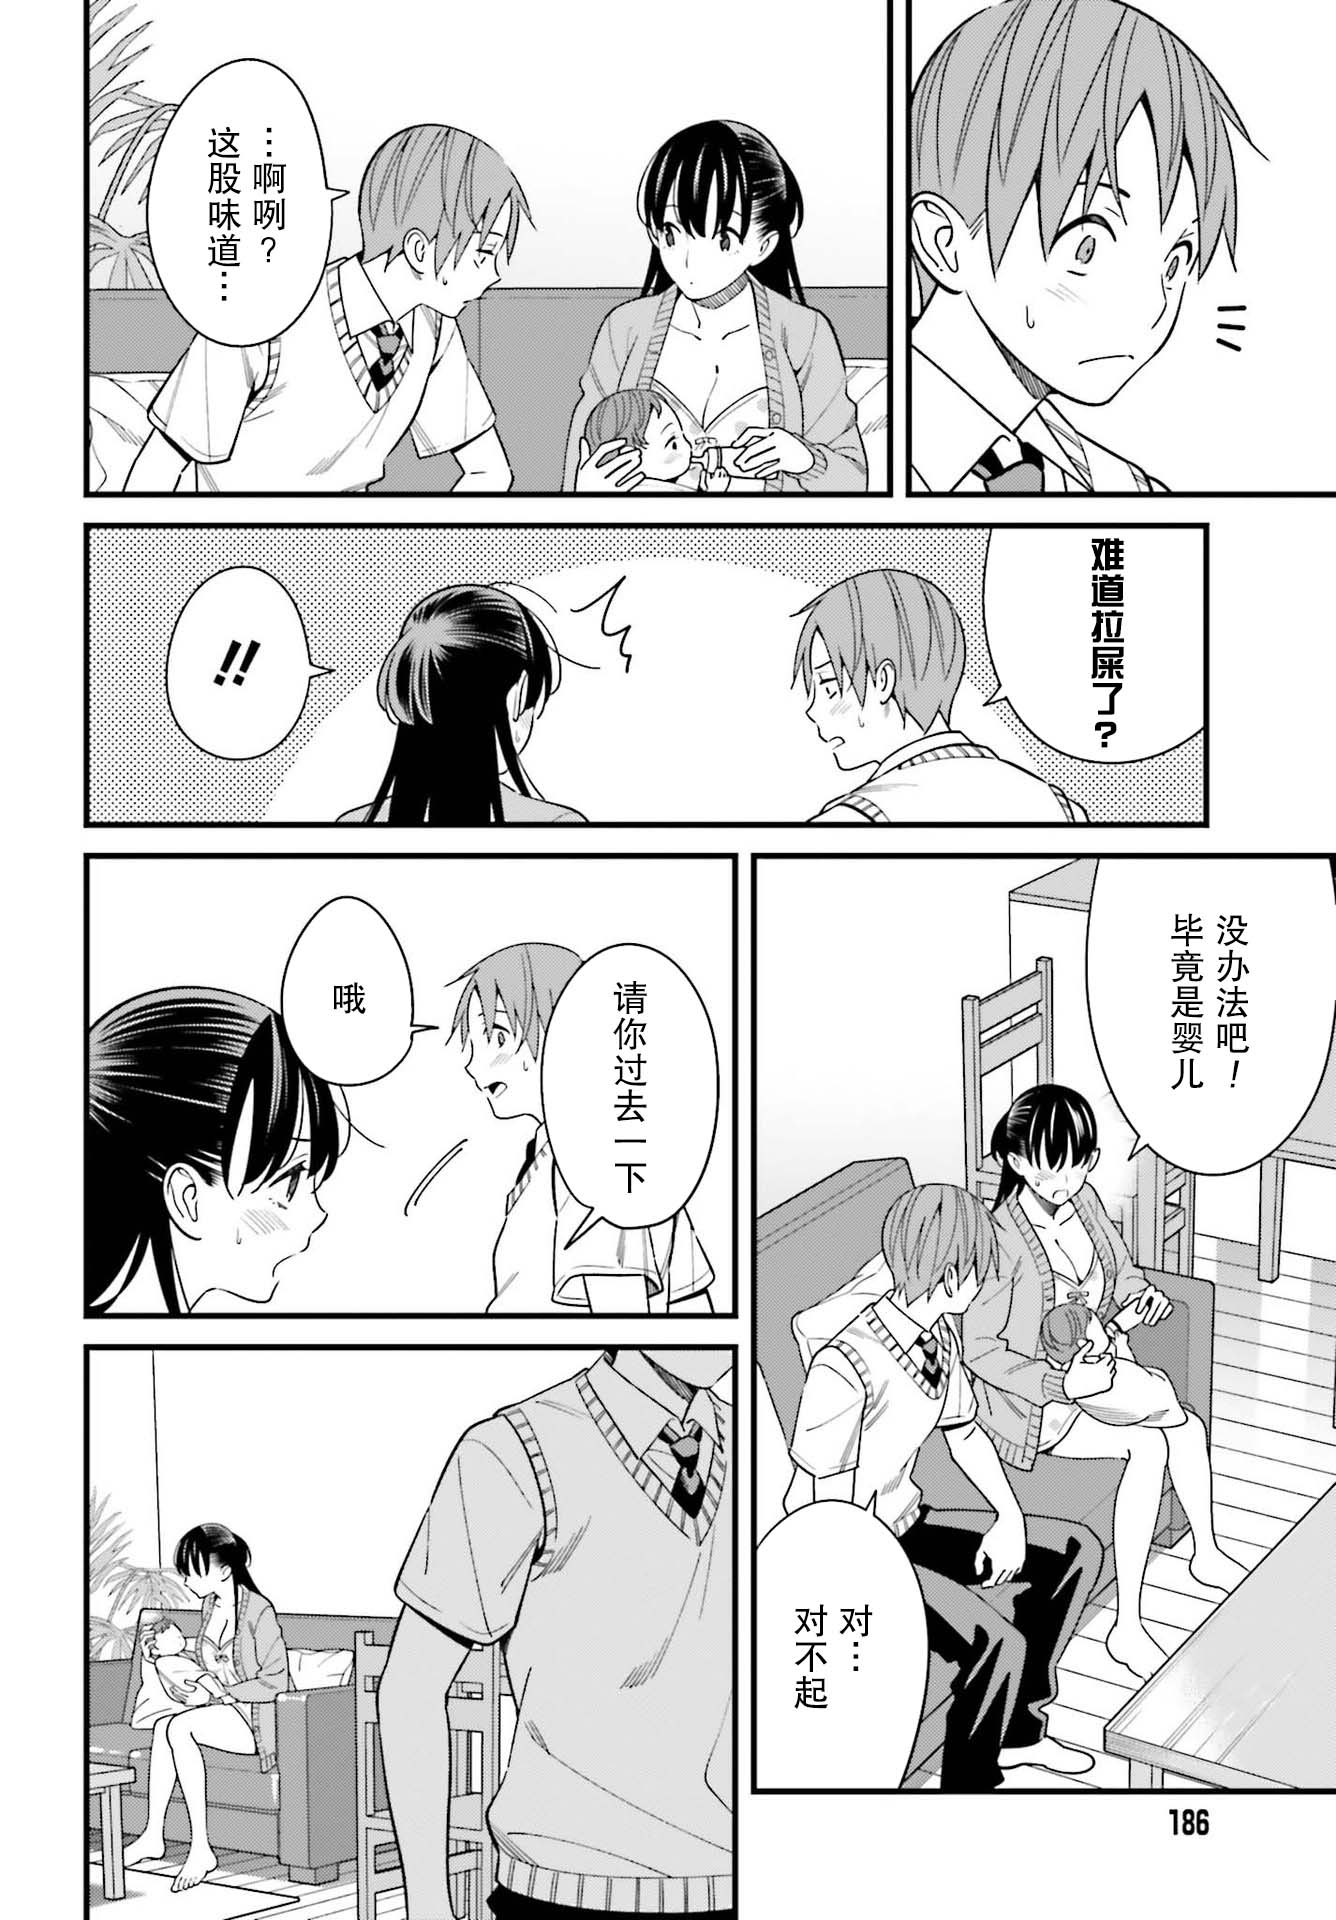 …啊咧？
这股味道…
难道拉屎了？
!!
没办法吧！
毕竟是婴儿
对…
对不起
请你过去一下
哦
186